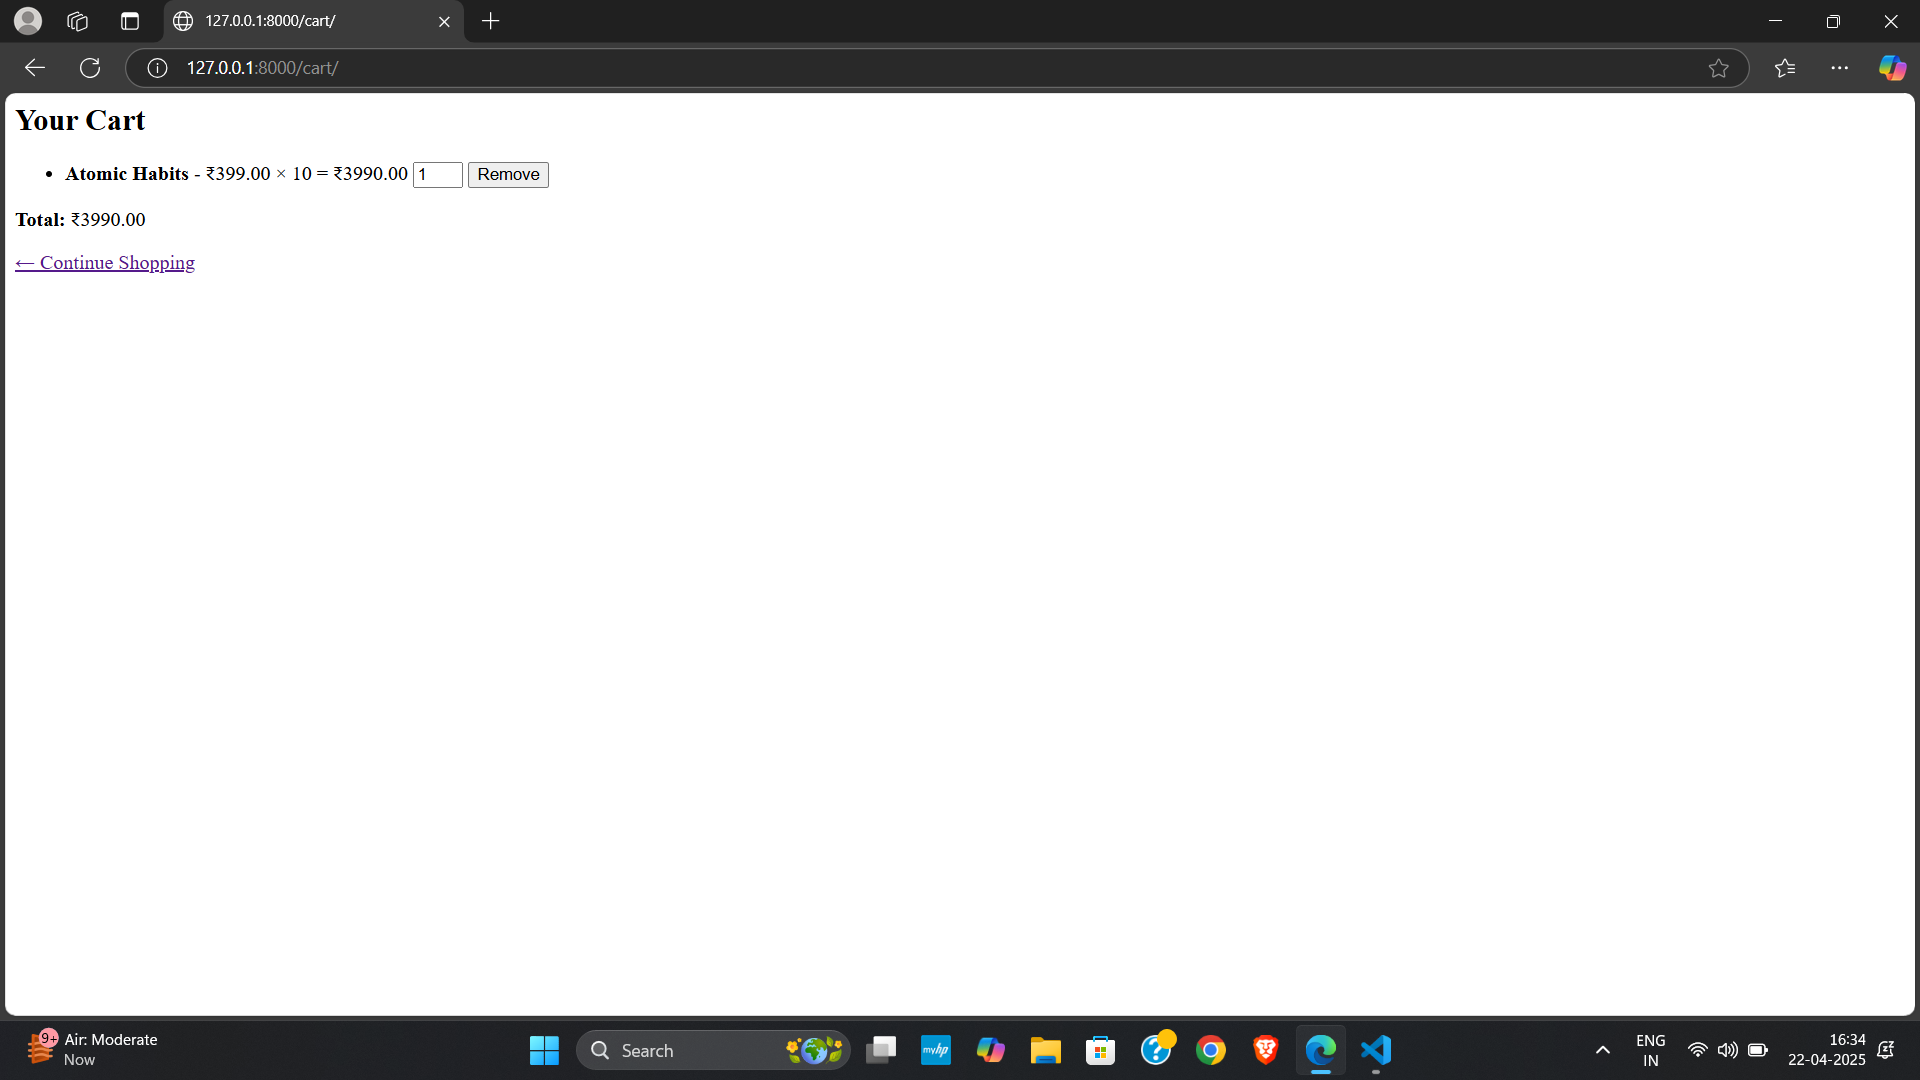 127.0.0.1:8000/cart/
127.0.0.1:8000/cart/
Your Cart
• Atomic Habits - ₹399.00 × 10 = ₹3990.00 1 Remove
Total: ₹3990.00
← Continue Shopping
9+ Air: Moderate
Now
Search
myhp
ENG
IN
16:34
22-04-2025